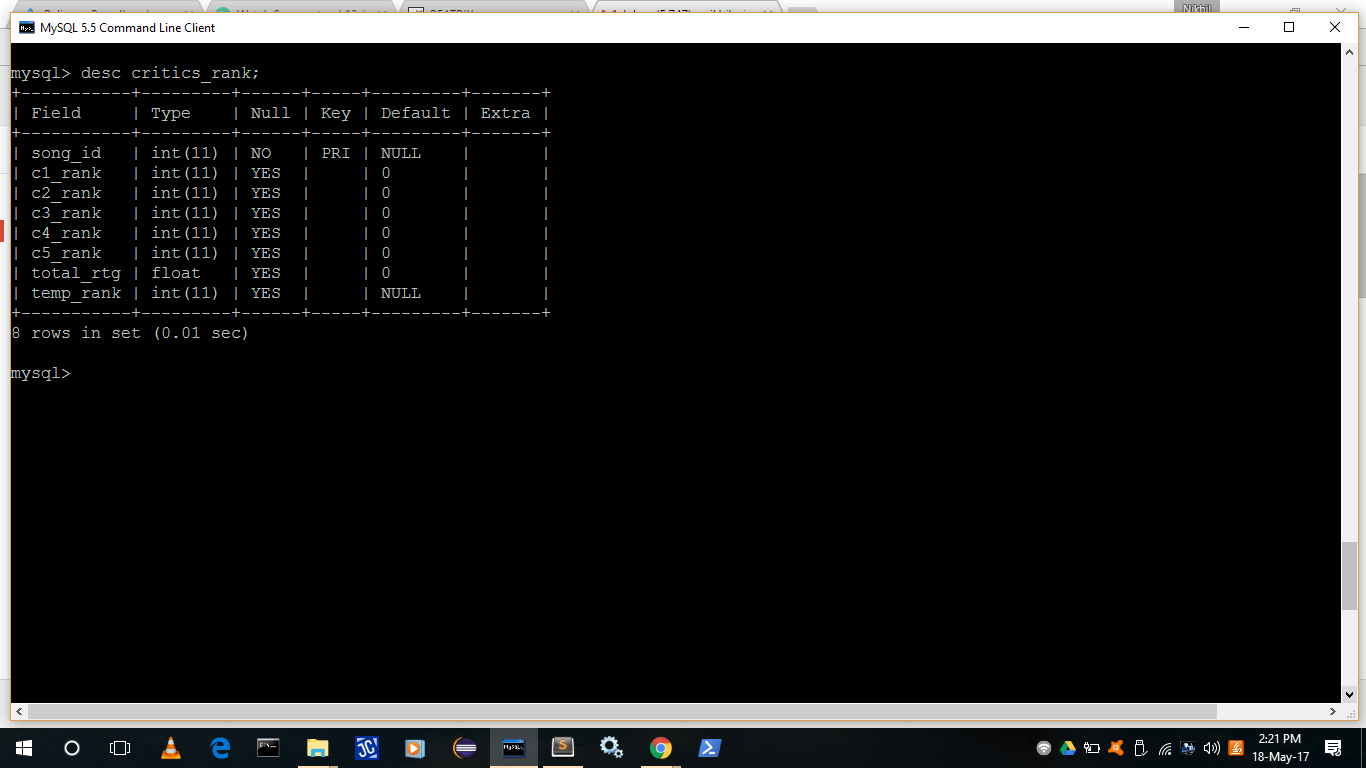 Nikhil
MySQL 5.5 Command Line Client
mysql> desc critics_rank;
+-----------+---------+------+-----+---------+-------+
| Field     | Type    | Null | Key | Default | Extra |
+-----------+---------+------+-----+---------+-------+
| song_id   | int(11) | NO   | PRI | NULL    |       |
| c1_rank   | int(11) | YES  |     | 0       |       |
| c2_rank   | int(11) | YES  |     | 0       |       |
| c3_rank   | int(11) | YES  |     | 0       |       |
| c4_rank   | int(11) | YES  |     | 0       |       |
| c5_rank   | int(11) | YES  |     | 0       |       |
| total_rtg | float   | YES  |     | 0       |       |
| temp_rank | int(11) | YES  |     | NULL    |       |
+-----------+---------+------+-----+---------+-------+
8 rows in set (0.01 sec)
mysql>
2:21 PM
18-May-17